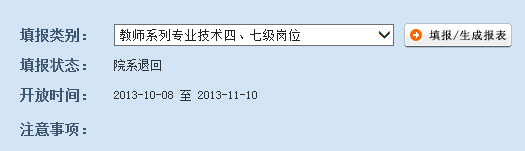 填报类别： 教师系列专业技术四、七级岗位 填报/生成报表
填报状态： 院系退回
开放时间： 2013-10-08 至 2013-11-10
注意事项：